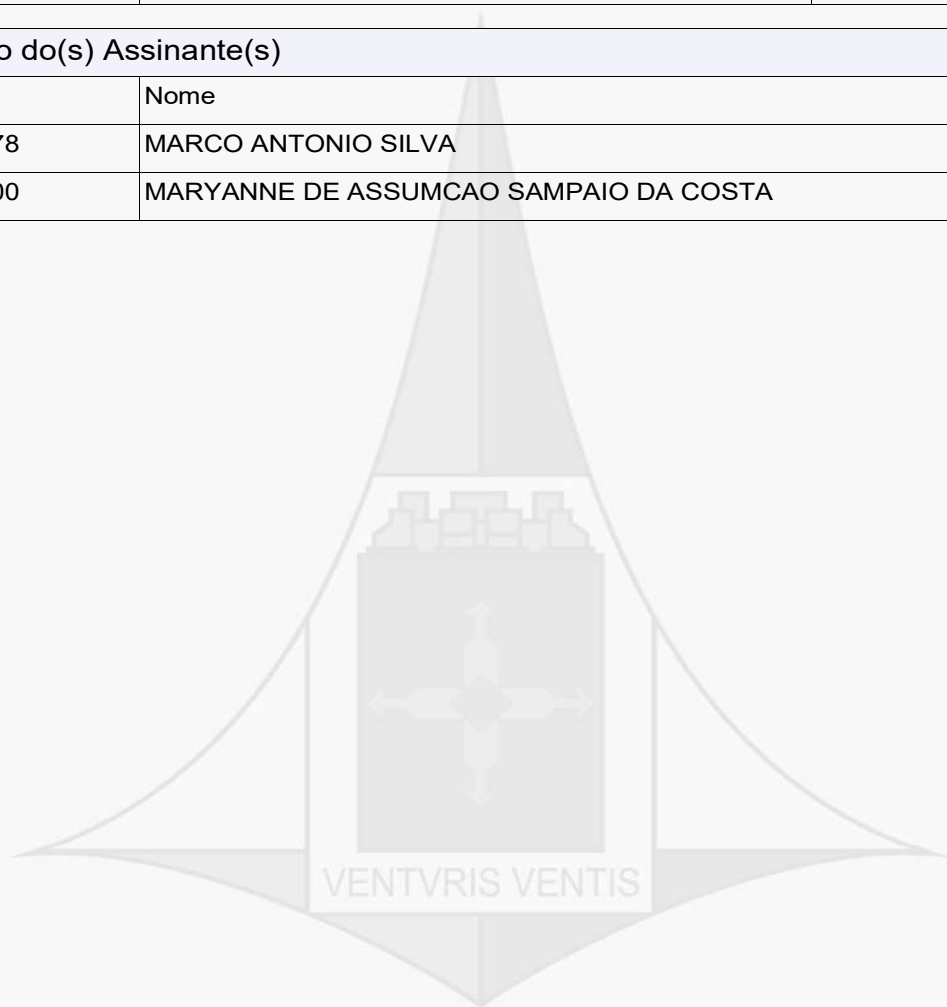 o do(s) Assinante(s)
Nome
78 MARCO ANTONIO SILVA
00 MARYANNE DE ASSUMCAO SAMPAIO DA COSTA
VENTVRIS VENTIS